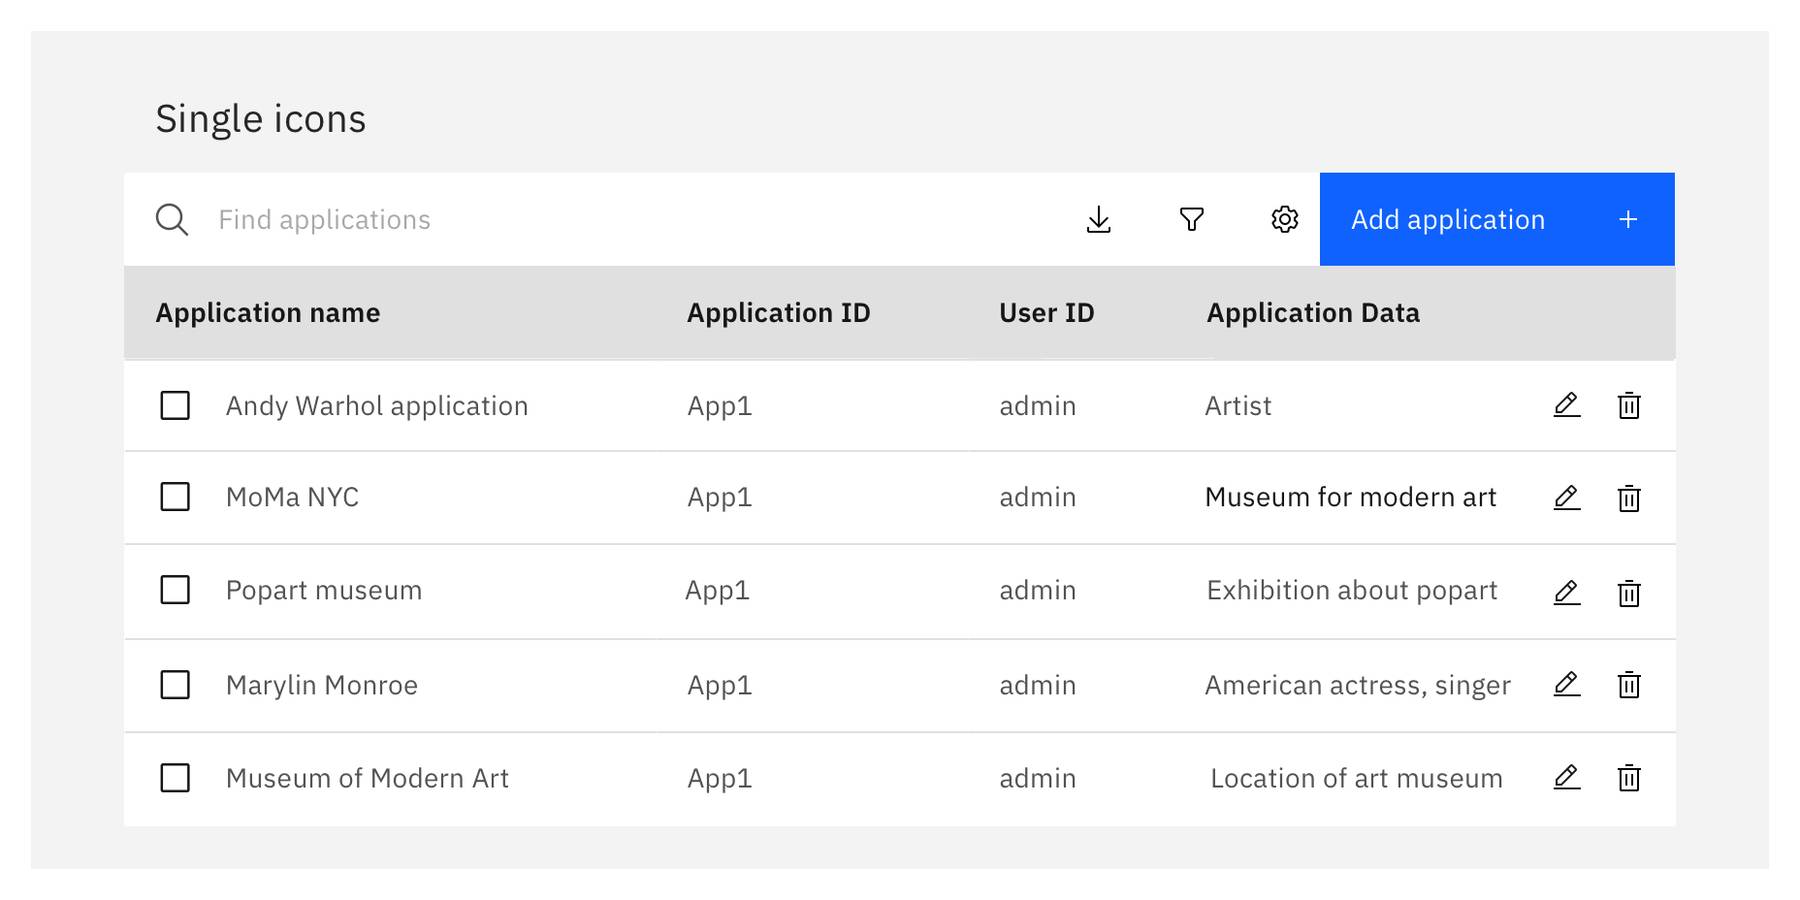 Single icons
Find applications
Add application +
Application name Application ID User ID Application Data
Andy Warhol application App1 admin Artist
MoMa NYC App1 admin Museum for modern art
Popart museum App1 admin Exhibition about popart
Marylin Monroe App1 admin American actress, singer
Museum of Modern Art App1 admin Location of art museum